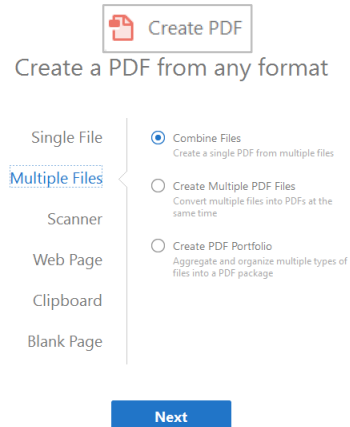 Create PDF
Create a PDF from any format
Single File
Multiple Files
Scanner
Web Page
Clipboard
Blank Page
Combine Files
Create a single PDF from multiple files
Create Multiple PDF Files
Convert multiple files into PDFs at the
same time
Create PDF Portfolio
Aggregate and organize multiple types of
files into a PDF package
Next